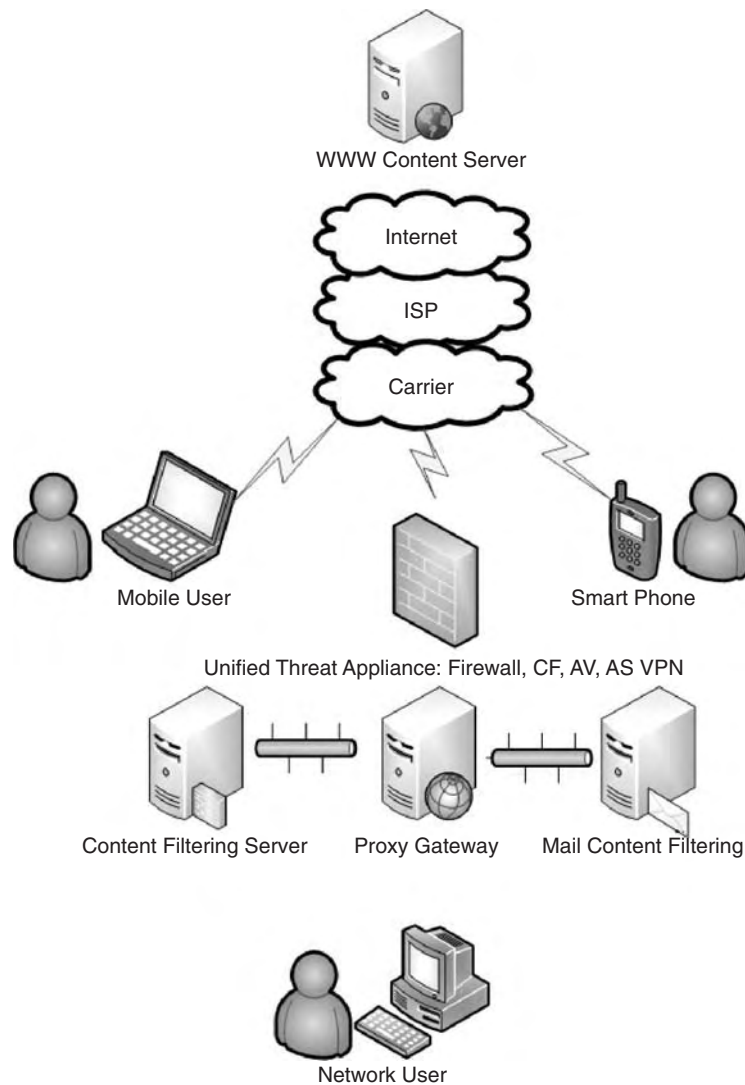 WWW Content Server
Internet
ISP
Carrier
Mobile User
Smart Phone
Unified Threat Appliance: Firewall, CF, AV, AS VPN
Content Filtering Server
Proxy Gateway
Mail Content Filtering
Network User